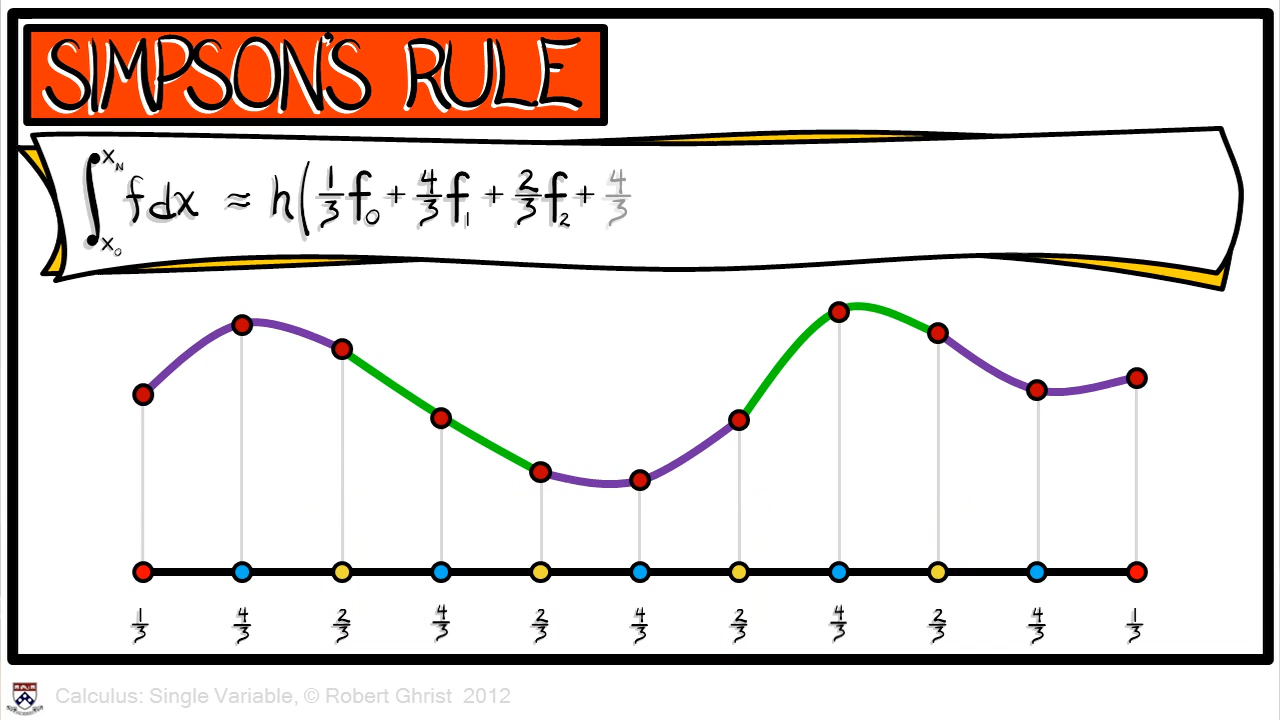 SIMPSON'S RULE
∫ x₀ x_N f dx ≈ h( 1/3 f₀ + 4/3 f₁ + 2/3 f₂ + 4/3
1/3 4/3 2/3 4/3 2/3 4/3 2/3 4/3 2/3 4/3 1/3
Calculus: Single Variable, © Robert Ghrist 2012